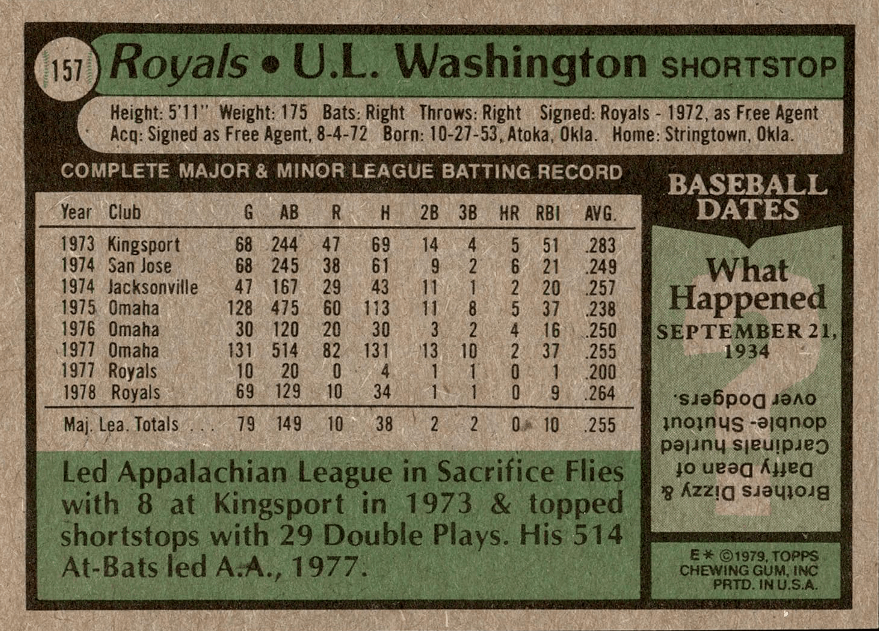 157 Royals • U.L. Washington SHORTSTOP
Height: 5'11" Weight: 175 Bats: Right Throws: Right Signed: Royals - 1972, as Free Agent
Acq: Signed as Free Agent, 8-4-72 Born: 10-27-53, Atoka, Okla. Home: Stringtown, Okla.
COMPLETE MAJOR & MINOR LEAGUE BATTING RECORD
Year Club G AB R H 2B 3B HR RBI AVG.
1973 Kingsport 68 244 47 69 14 4 5 51 .283
1974 San Jose 68 245 38 61 9 2 6 21 .249
1974 Jacksonville 47 167 29 43 11 1 2 20 .257
1975 Omaha 128 475 60 113 11 8 5 37 .238
1976 Omaha 30 120 20 30 3 2 4 16 .250
1977 Omaha 131 514 82 131 13 10 2 37 .255
1977 Royals 10 20 0 4 1 1 0 1 .200
1978 Royals 69 129 10 34 1 1 0 9 .264
Maj. Lea. Totals ... 79 149 10 38 2 2 0 10 .255
Led Appalachian League in Sacrifice Flies
with 8 at Kingsport in 1973 & topped
shortstops with 29 Double Plays. His 514
At-Bats led A.A., 1977.
BASEBALL
DATES
What
Happened
SEPTEMBER 21,
1934
?
Brothers Dizzy &
Daffy Dean of
Cardinals hurled
double- Shutout
over Dodgers.
E* ©1979, TOPPS
CHEWING GUM, INC
PRTD. IN U.S.A.